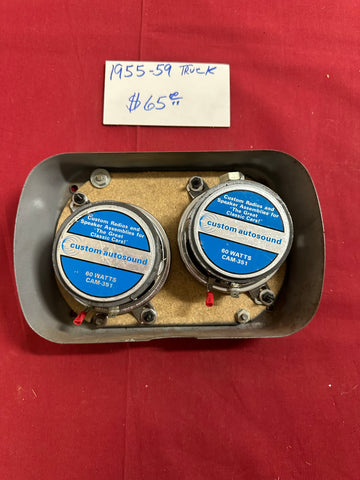 1955-59 TRUCK
$65
Custom Radios and
Speaker Assemblies for
"The Great
Classic Cars!"
custom autosound
60 WATTS
CAM-351
Custom Radios and
Speaker Assemblies for
"The Great
Classic Cars!"
custom autosound
60 WATTS
CAM-351